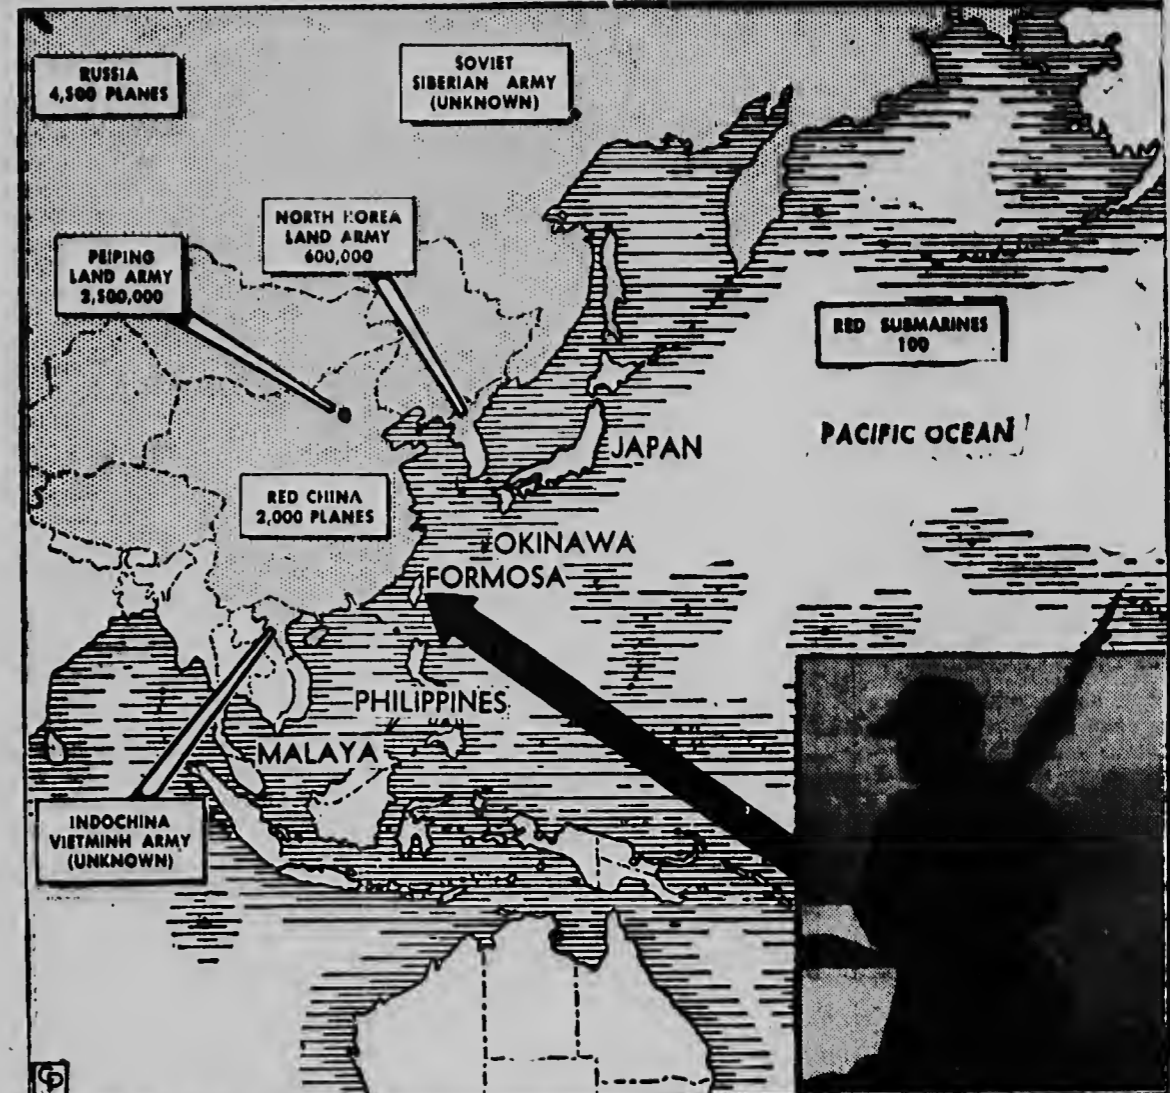 RUSSIA
4,500 PLANES
SOVIET
SIBERIAN ARMY
(UNKNOWN)
NORTH KOREA
LAND ARMY
600,000
PEIPING
LAND ARMY
2,500,000
RED SUBMARINES
100
PACIFIC OCEAN
JAPAN
RED CHINA
2,000 PLANES
OKINAWA
FORMOSA
PHILIPPINES
MALAYA
INDOCHINA
VIETMINH ARMY
(UNKNOWN)
CP